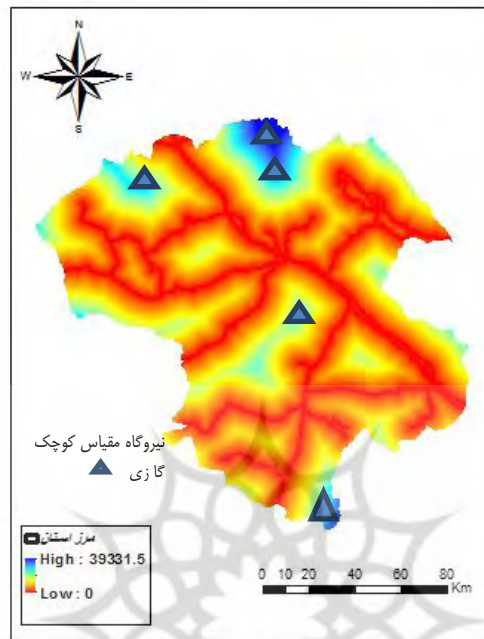 N
W E
S
نیروگاه مقیاس کوچک
گازی
مرز استان
High : 39331.5
Low : 0
0 10 20 40 60 80
Km